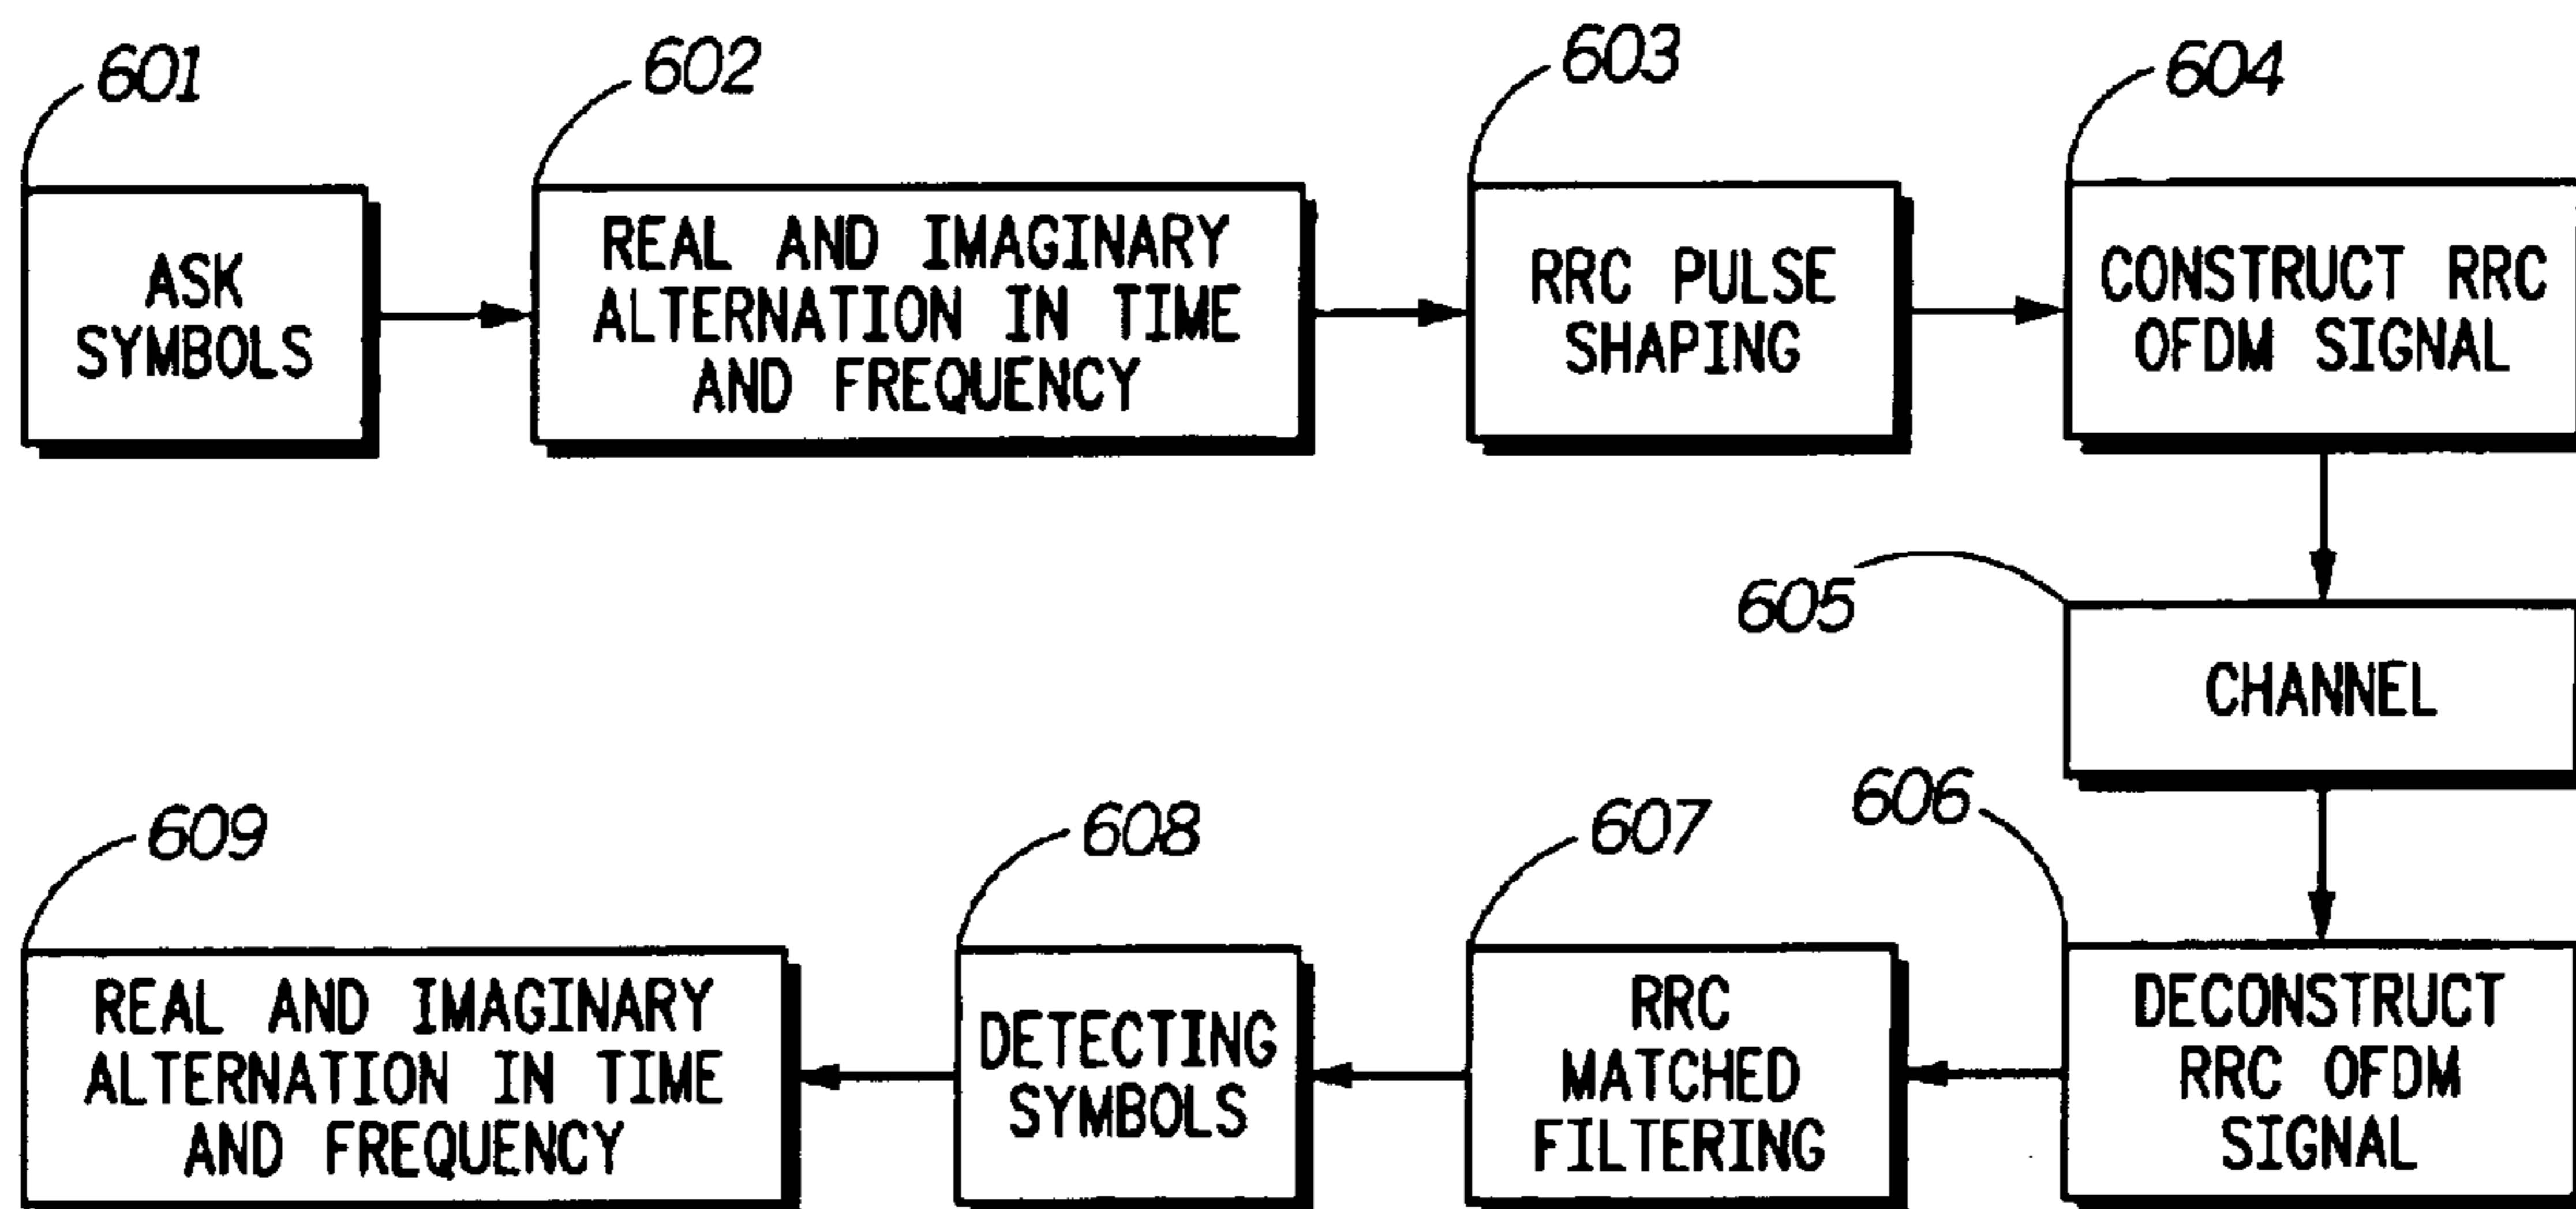 601
ASK
SYMBOLS
602
REAL AND IMAGINARY
ALTERNATION IN TIME
AND FREQUENCY
603
RRC PULSE
SHAPING
604
CONSTRUCT RRC
OFDM SIGNAL
605
CHANNEL
606
DECONSTRUCT
RRC OFDM
SIGNAL
607
RRC
MATCHED
FILTERING
608
DETECTING
SYMBOLS
609
REAL AND IMAGINARY
ALTERNATION IN TIME
AND FREQUENCY